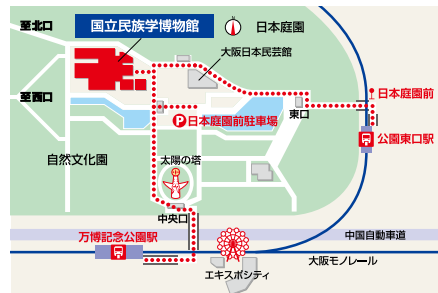 至北口
国立民族学博物館
日本庭園
大阪日本民芸館
至西口
日本庭園前
P日本庭園前駐車場
東口
公園東口駅
自然文化園
太陽の塔
中央口
万博記念公園駅
中国自動車道
大阪モノレール
エキスポシティ